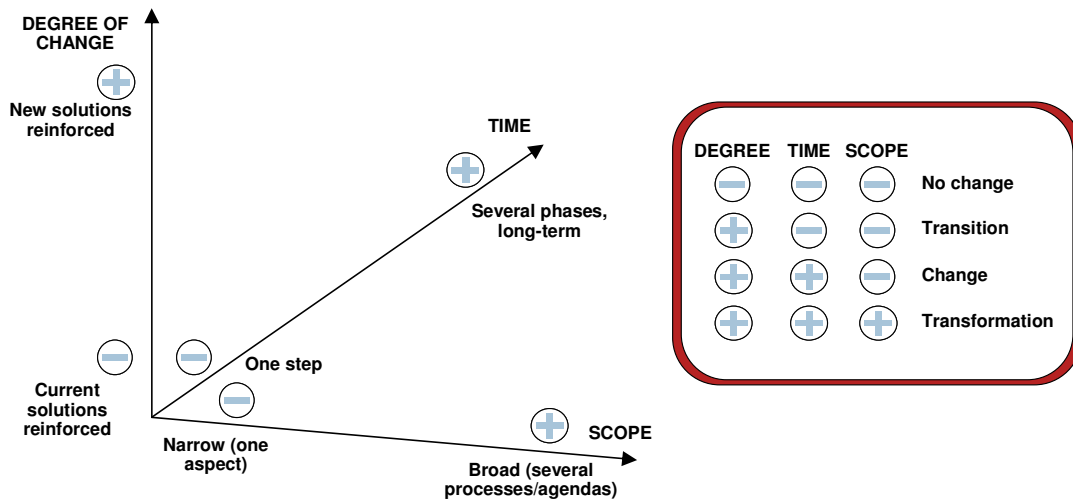 DEGREE OF
CHANGE
New solutions
reinforced
TIME
Several phases,
long-term
One step
Current
solutions
reinforced
Narrow (one
aspect)
SCOPE
Broad (several
processes/agendas)
DEGREE TIME SCOPE
No change
Transition
Change
Transformation